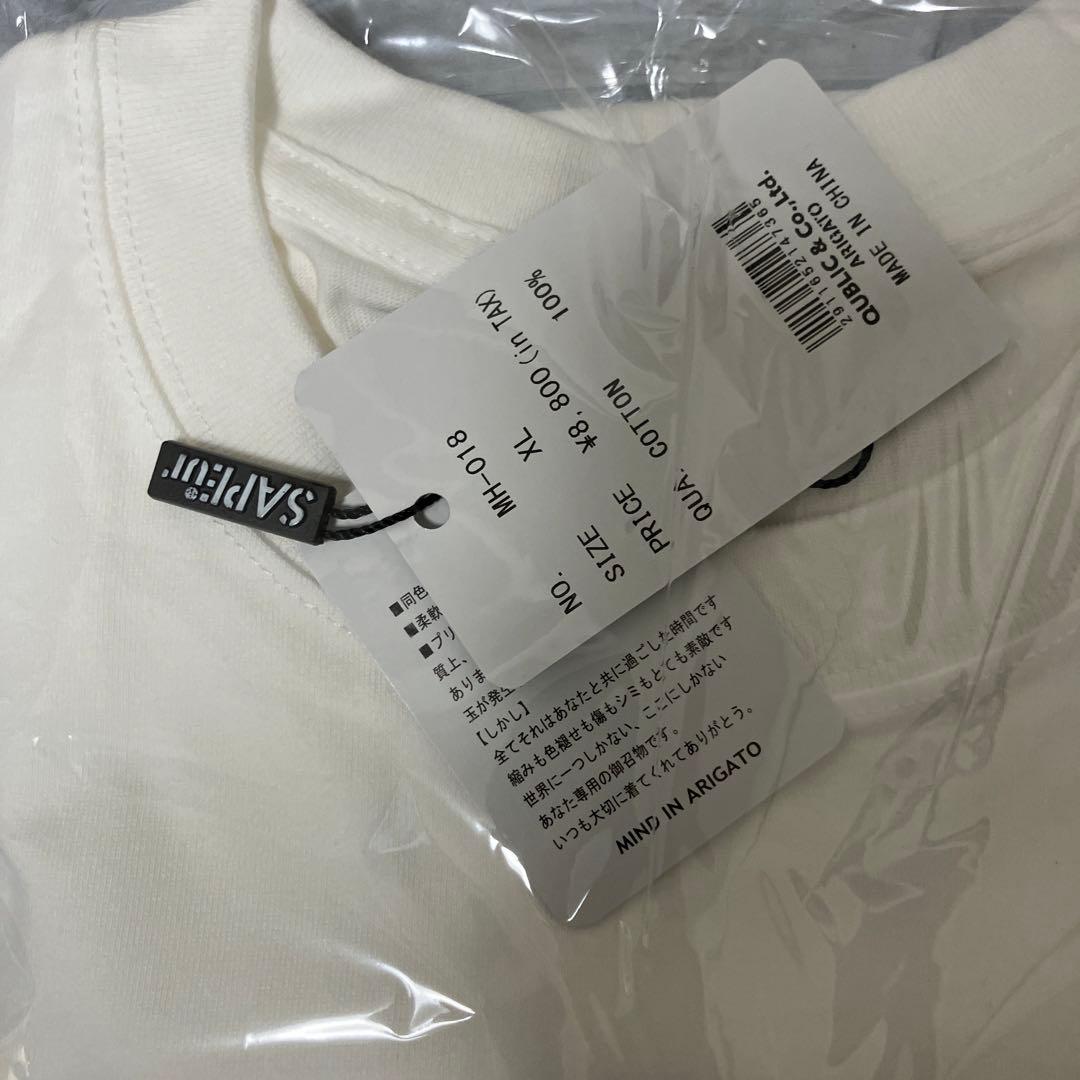 SAPEur
NO. MH-018
SIZE XL
PRICE ¥8,800(in TAX)
QUA. COTTON 100%
2911652147365
QUBLIC & CO.,Ltd.
ARIGATO
MADE IN CHINA
■同色
■柔軟
■プリ
質上、
ありま
玉が発生
【しかし】
全てそれはあなたと共に過ごした時間です
縮みも色褪せも傷もシミもとても素敵です
世界に一つしかない、ここにしかない
あなた専用の御召物です。
いつも大切に着てくれてありがとう。
MIND IN ARIGATO